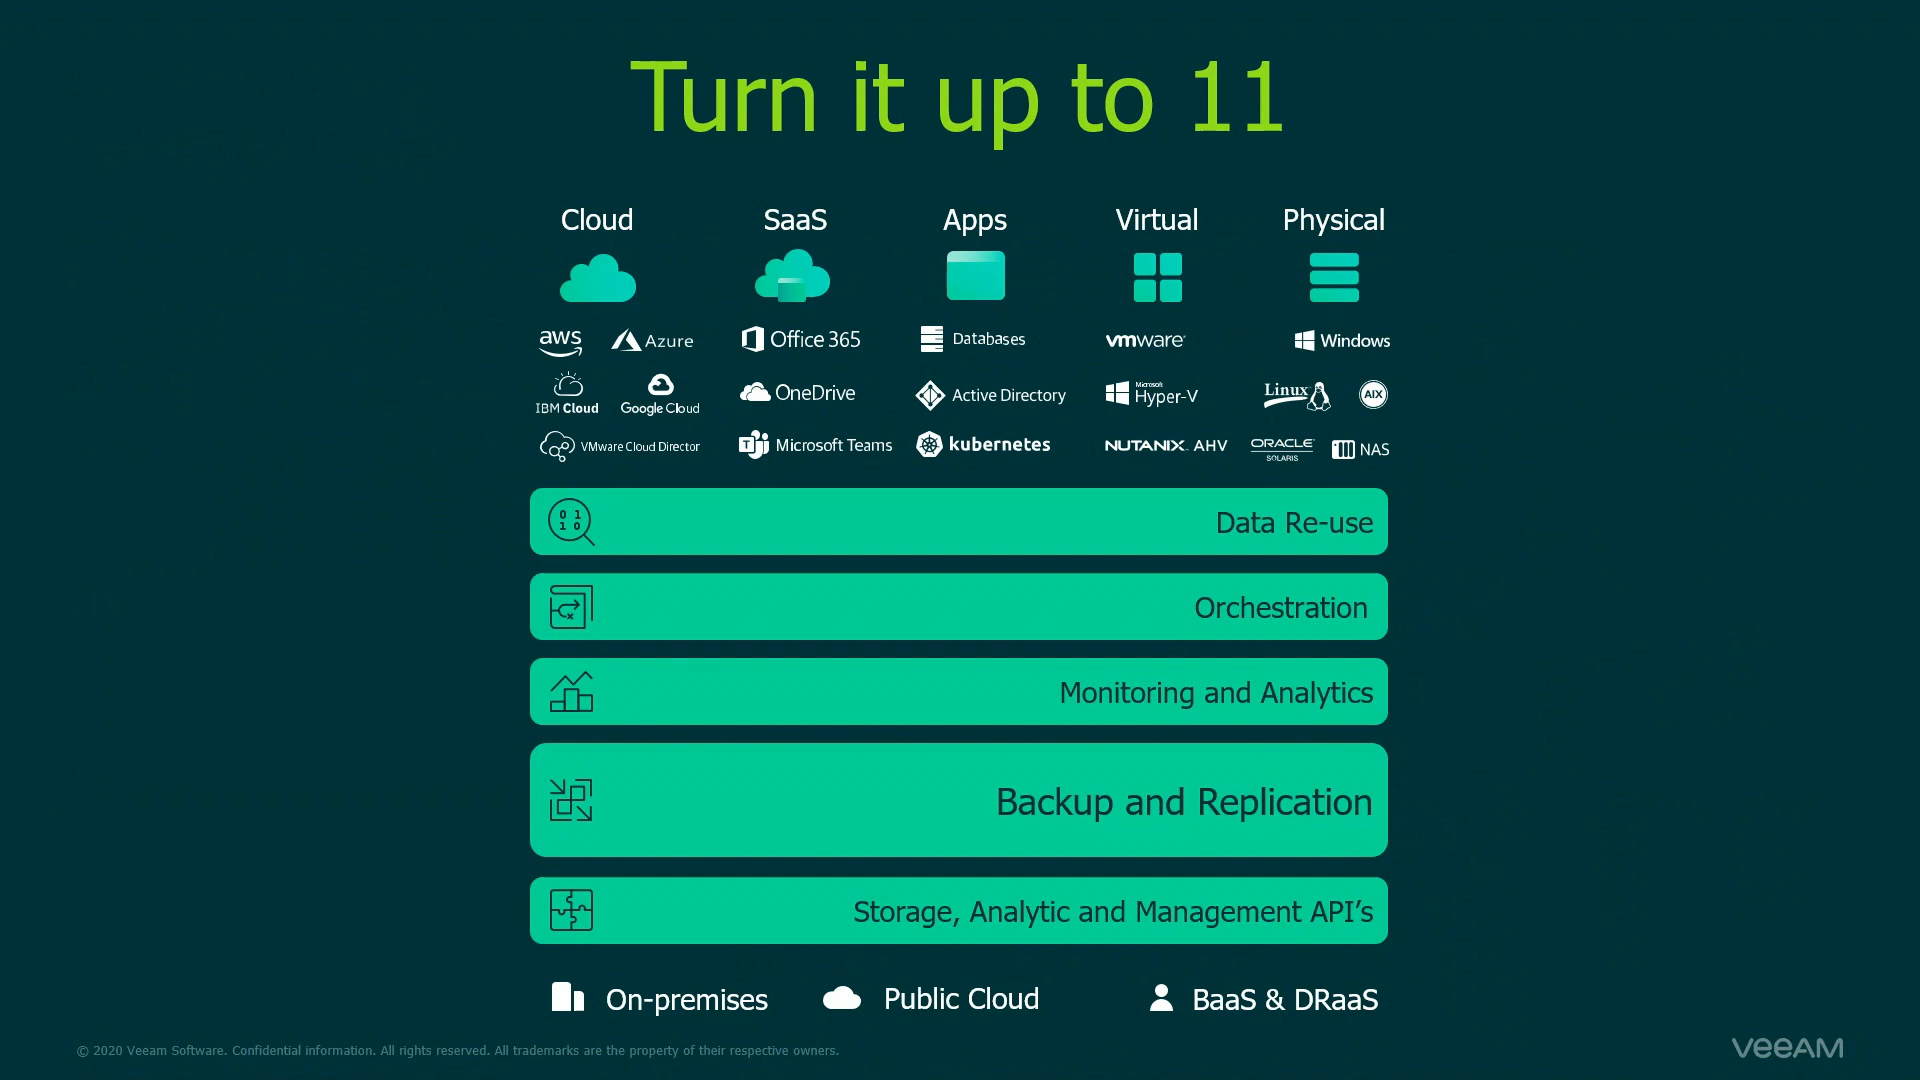 Turn it up to 11
Cloud SaaS Apps Virtual Physical
aws Azure Office 365 Databases vmware Windows
IBM Cloud Google Cloud OneDrive Active Directory Microsoft Hyper-V Linux AIX
VMware Cloud Director T Microsoft Teams kubernetes NUTANIX AHV ORACLE SOLARIS NAS
0 1
1 0
Data Re-use
Orchestration
Monitoring and Analytics
Backup and Replication
Storage, Analytic and Management API’s
On-premises Public Cloud BaaS & DRaaS
© 2020 Veeam Software. Confidential information. All rights reserved. All trademarks are the property of their respective owners.
veeAM